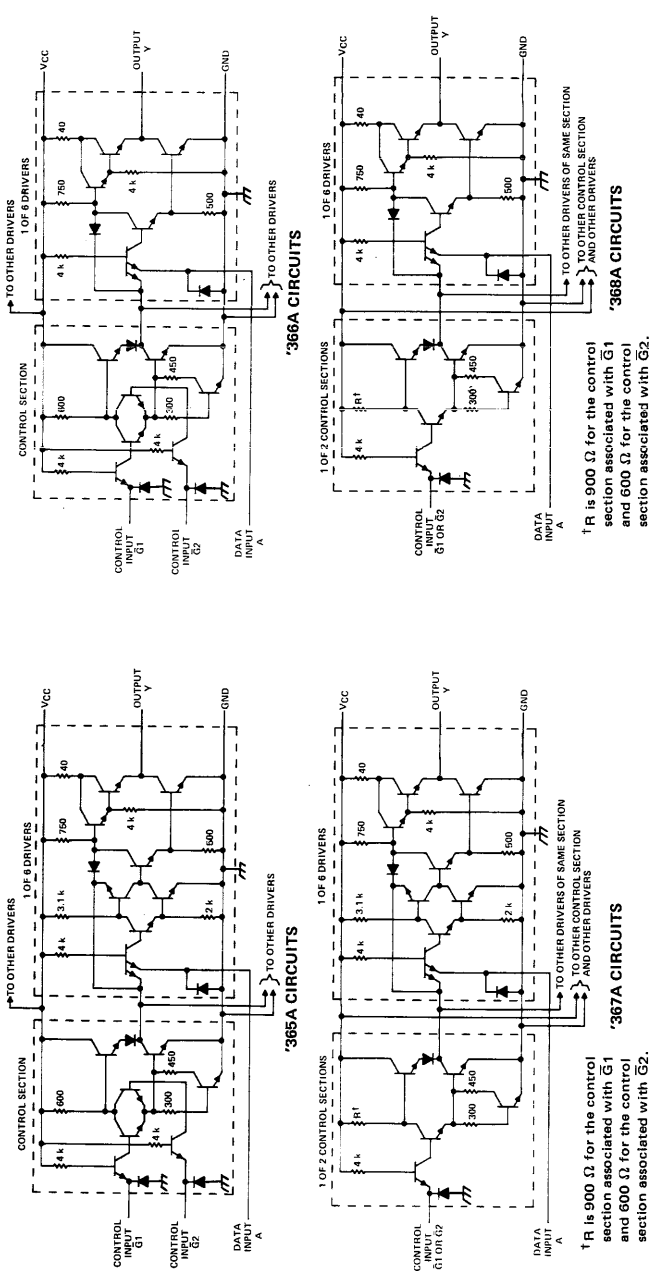 TO OTHER DRIVERS
CONTROL SECTION
1 OF 6 DRIVERS
VCC
4 k
600
4 k
3.1 k
750
40
CONTROL
INPUT
G̅1
OUTPUT
Y
4 k
4 k
CONTROL
INPUT
G̅2
300
450
2 k
600
GND
DATA
INPUT
A
TO OTHER DRIVERS
'365A CIRCUITS
TO OTHER DRIVERS
CONTROL SECTION
1 OF 6 DRIVERS
VCC
4 k
600
4 k
750
40
CONTROL
INPUT
G̅1
OUTPUT
Y
4 k
4 k
CONTROL
INPUT
G̅2
300
450
500
GND
DATA
INPUT
A
TO OTHER DRIVERS
'366A CIRCUITS
1 OF 2 CONTROL SECTIONS
1 OF 6 DRIVERS
VCC
4 k
R†
4 k
3.1 k
750
40
CONTROL
INPUT
G̅1 OR G̅2
OUTPUT
Y
4 k
300
450
2 k
500
GND
DATA
INPUT
A
TO OTHER DRIVERS OF SAME SECTION
TO OTHER CONTROL SECTION
AND OTHER DRIVERS
'367A CIRCUITS
†R is 900 Ω for the control
section associated with G̅1
and 600 Ω for the control
section associated with G̅2.
1 OF 2 CONTROL SECTIONS
1 OF 6 DRIVERS
VCC
4 k
R†
4 k
750
40
CONTROL
INPUT
G̅1 OR G̅2
OUTPUT
Y
4 k
300
450
500
GND
DATA
INPUT
A
TO OTHER DRIVERS OF SAME SECTION
TO OTHER CONTROL SECTION
AND OTHER DRIVERS
'368A CIRCUITS
†R is 900 Ω for the control
section associated with G̅1
and 600 Ω for the control
section associated with G̅2.